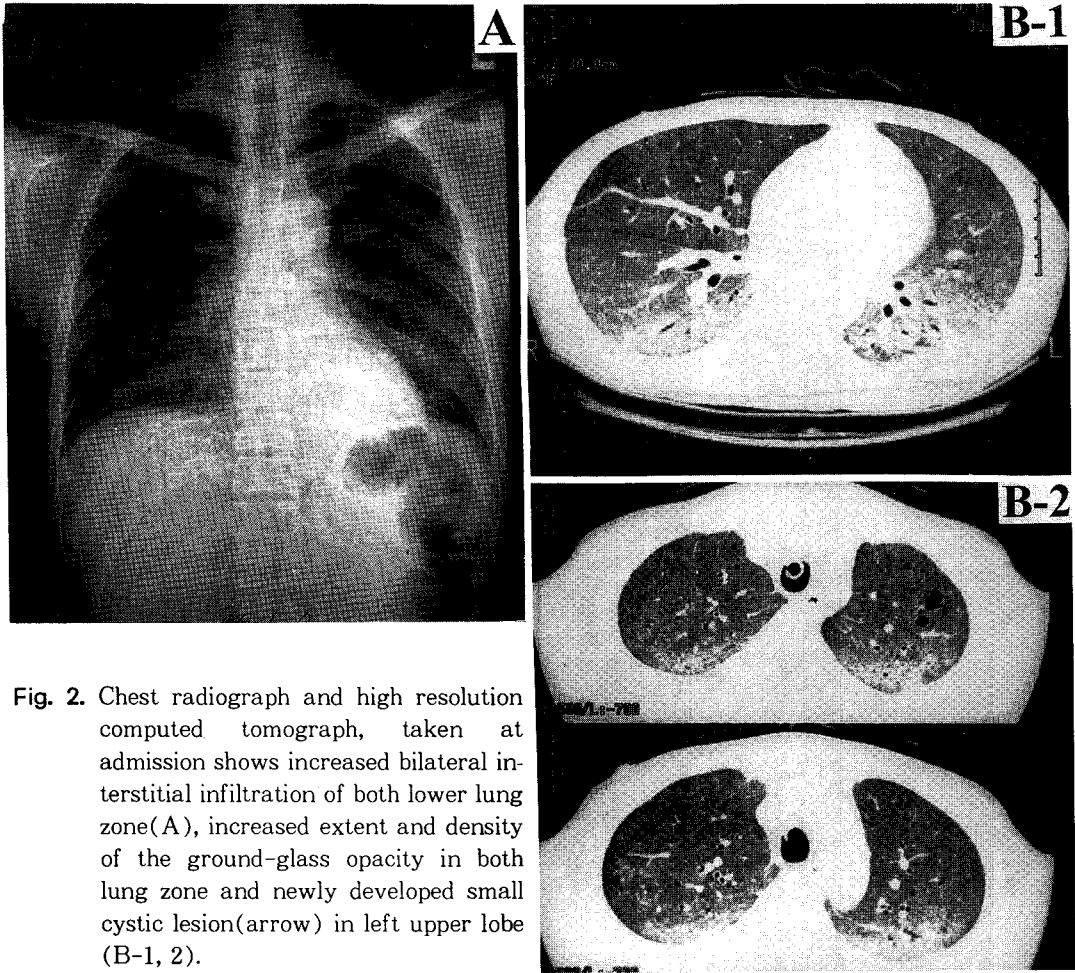 A
B-1
30.0cm
R
L
B-2
Fig. 2. Chest radiograph and high resolution
computed tomograph, taken at
admission shows increased bilateral in-
terstitial infiltration of both lower lung
zone(A), increased extent and density
of the ground-glass opacity in both
lung zone and newly developed small
cystic lesion(arrow) in left upper lobe
(B-1, 2).